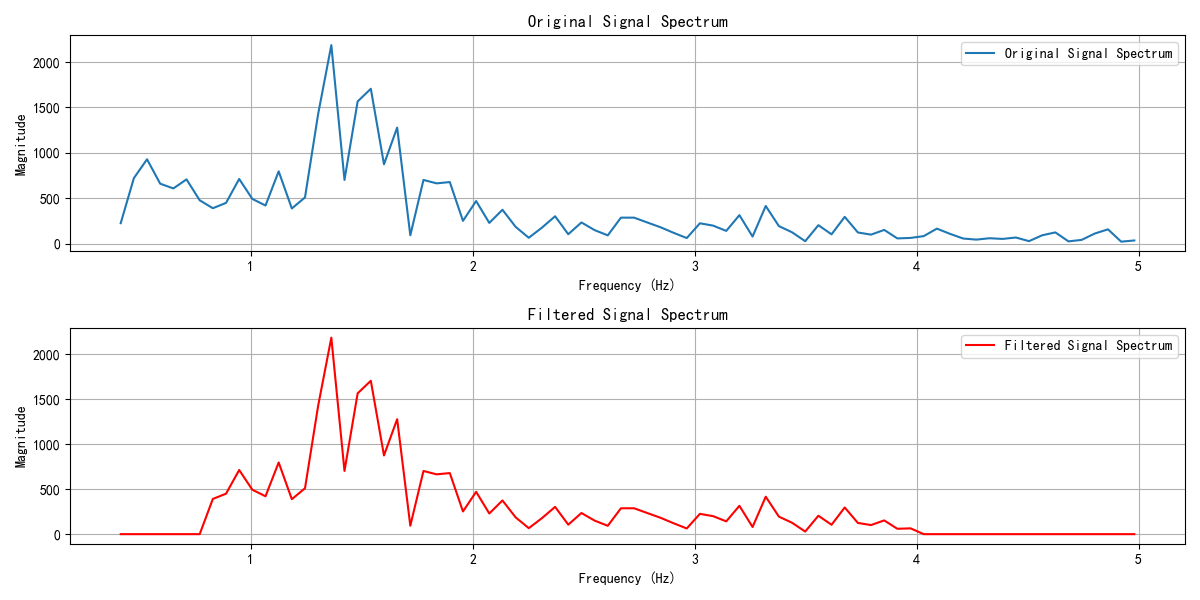 Original Signal Spectrum
Original Signal Spectrum
Magnitude
2000
1500
1000
500
0
1 2 3 4 5
Frequency (Hz)
Filtered Signal Spectrum
Filtered Signal Spectrum
Magnitude
2000
1500
1000
500
0
1 2 3 4 5
Frequency (Hz)